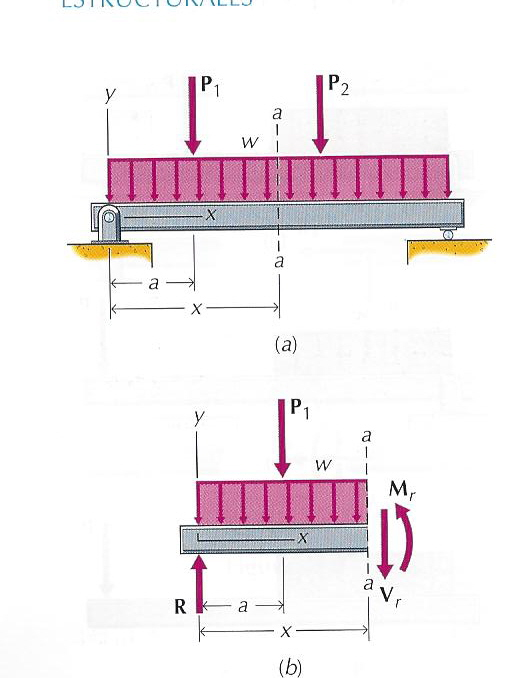 ESTRUCTURALES
P1
P2
y
a
w
x
a
a
x
(a)
P1
y
a
w
Mr
x
R
a
a
Vr
x
(b)